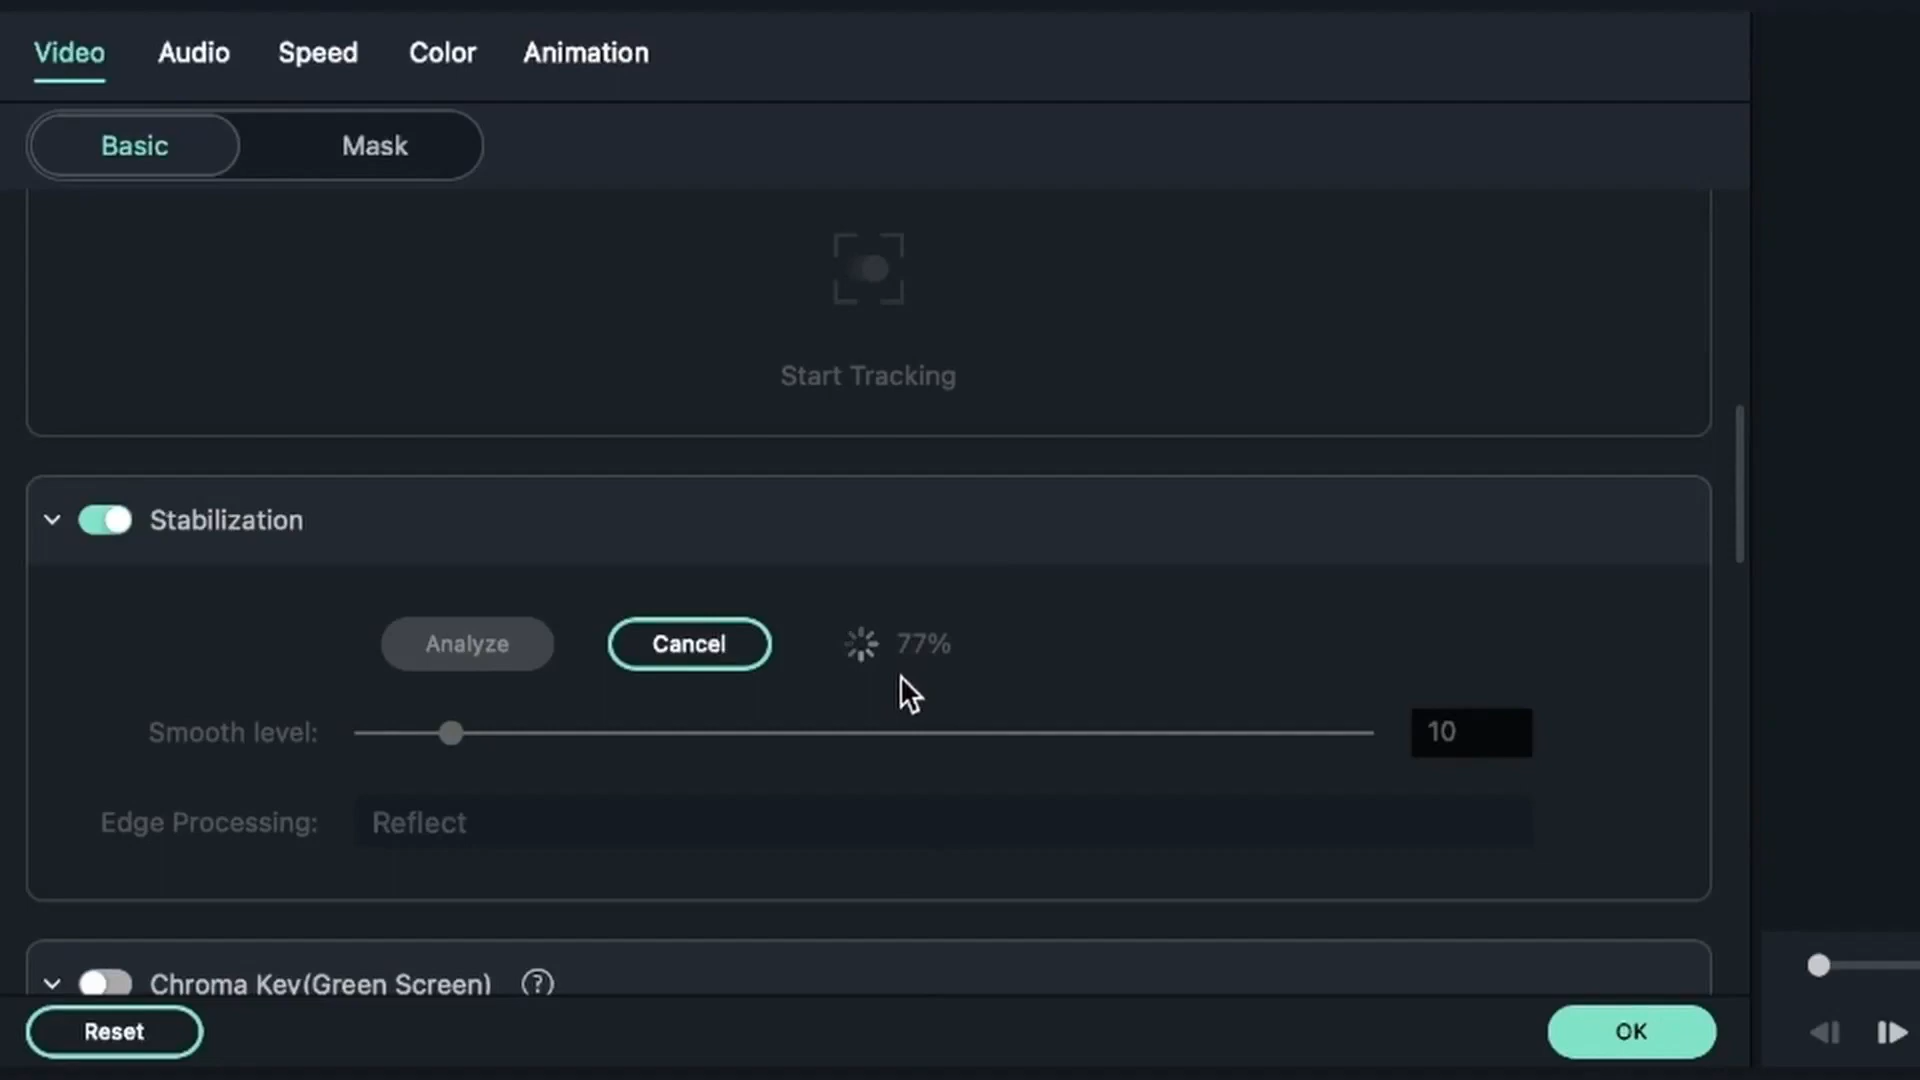 Video Audio Speed Color Animation
Basic Mask
Start Tracking
Stabilization
Analyze Cancel 77%
Smooth level: 10
Edge Processing: Reflect
Chroma Key(Green Screen) ?
Reset OK